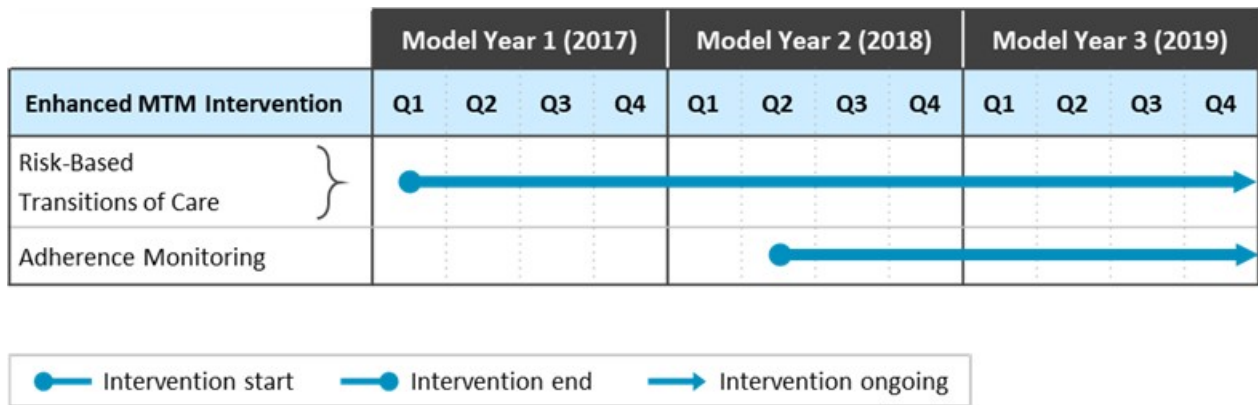 Model Year 1 (2017) Model Year 2 (2018) Model Year 3 (2019)
Enhanced MTM Intervention Q1 Q2 Q3 Q4 Q1 Q2 Q3 Q4 Q1 Q2 Q3 Q4
Risk-Based
Transitions of Care
Adherence Monitoring
Intervention start Intervention end Intervention ongoing